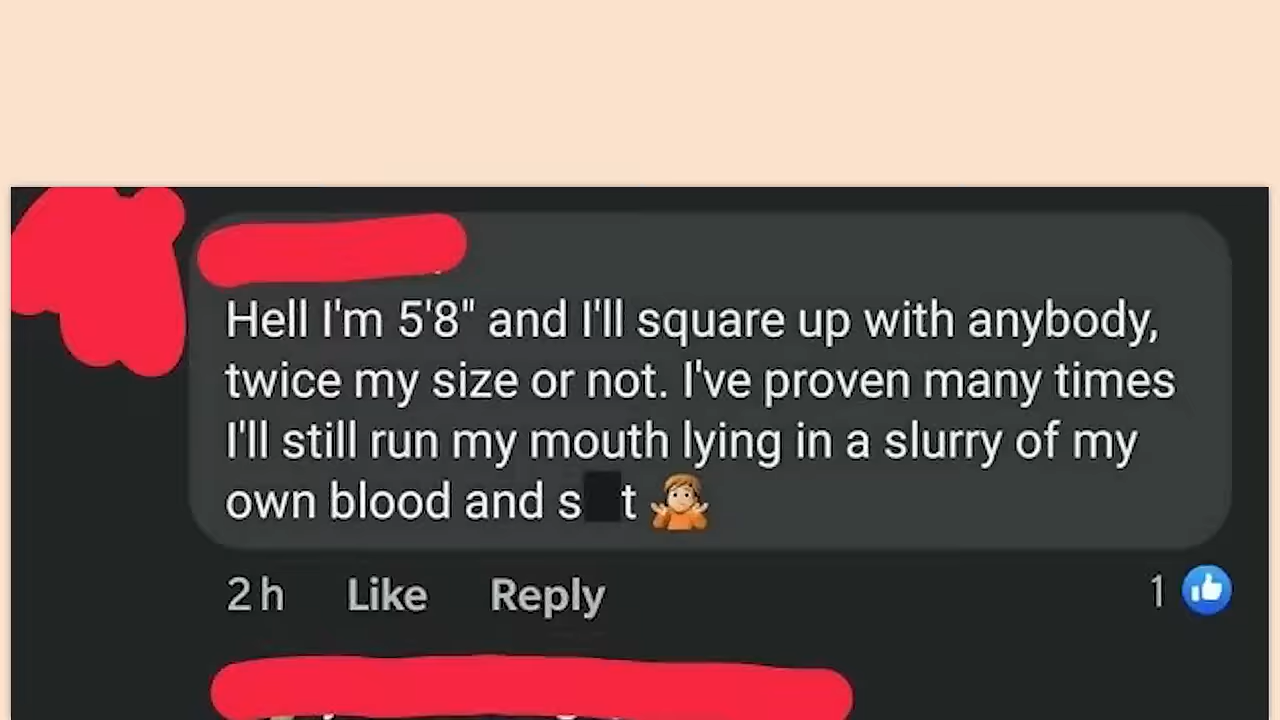 Hell I'm 5'8" and I'll square up with anybody,
twice my size or not. I've proven many times
I'll still run my mouth lying in a slurry of my
own blood and s t 🤷
2 h Like Reply 1